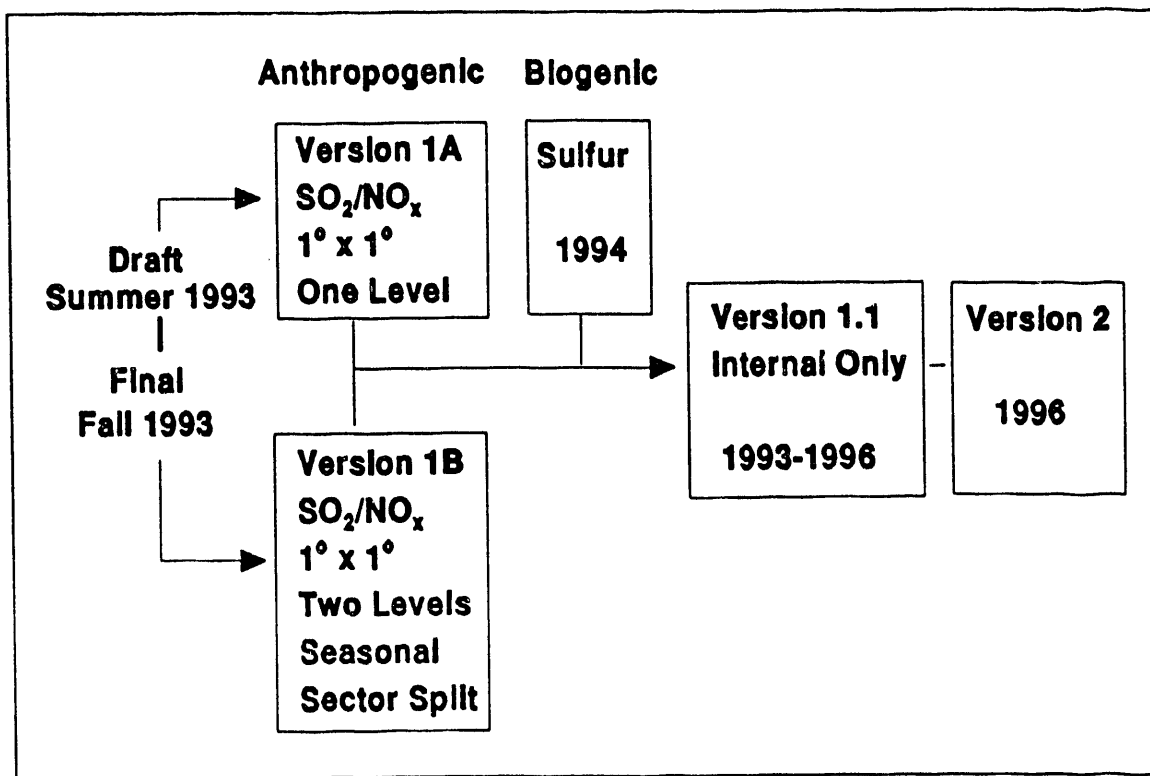 Anthropogenic
Biogenic
Version 1A
SO₂/NOₓ
1° x 1°
One Level
Sulfur
1994
Draft
Summer 1993
Final
Fall 1993
Version 1B
SO₂/NOₓ
1° x 1°
Two Levels
Seasonal
Sector Split
Version 1.1
Internal Only
1993-1996
Version 2
1996